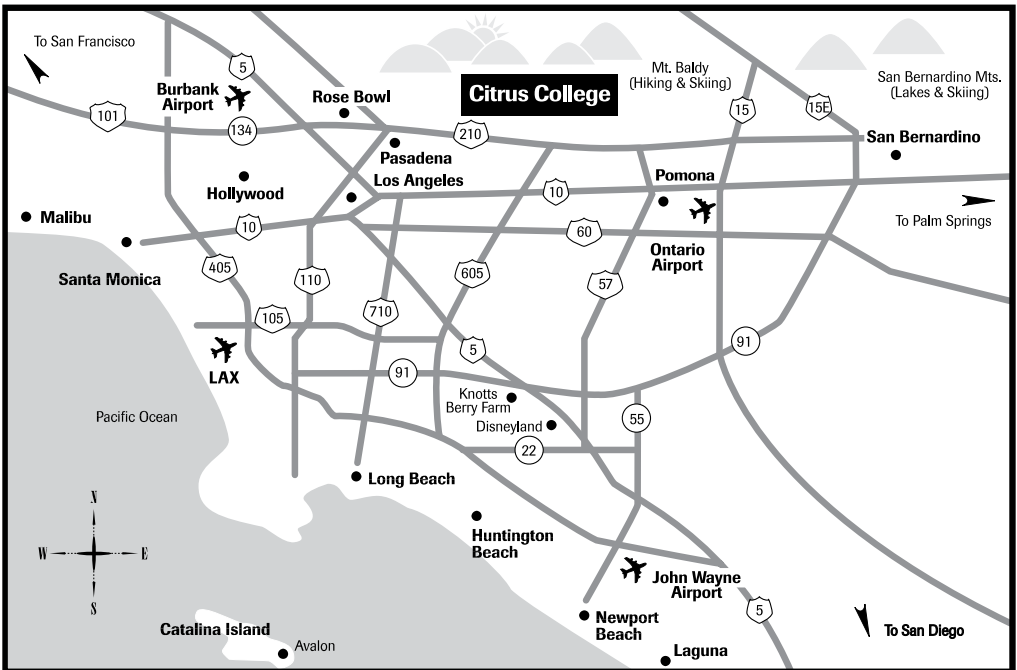 To San Francisco
5
Burbank
Airport
Rose Bowl
Citrus College
Mt. Baldy
(Hiking & Skiing)
San Bernardino Mts.
(Lakes & Skiing)
101
134
210
15
15E
San Bernardino
Pasadena
Hollywood
Los Angeles
10
Pomona
Malibu
10
60
To Palm Springs
Santa Monica
405
110
605
57
Ontario
Airport
105
710
5
91
LAX
91
Knotts
Berry Farm
Disneyland
55
Pacific Ocean
22
Long Beach
N
W
E
S
Huntington
Beach
John Wayne
Airport
5
Newport
Beach
To San Diego
Catalina Island
Avalon
Laguna